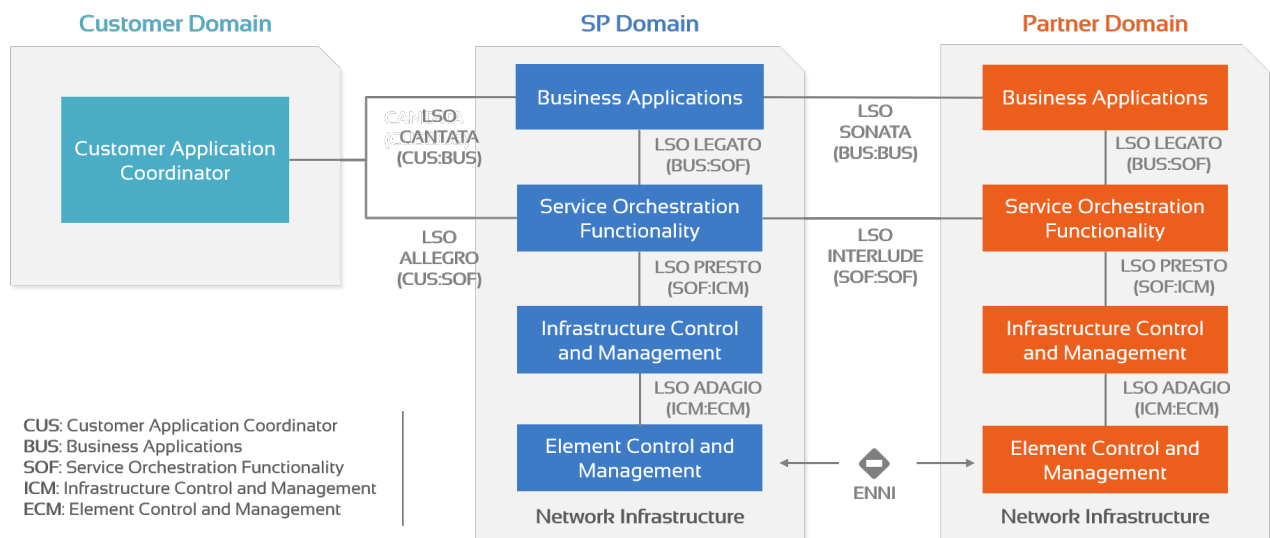 Customer Domain
SP Domain
Partner Domain
Customer Application
Coordinator
LSO
CANTATA
(CUS:BUS)
LSO
ALLEGRO
(CUS:SOF)
Business Applications
LSO LEGATO
(BUS:SOF)
Service Orchestration
Functionality
LSO PRESTO
(SOF:ICM)
Infrastructure Control
and Management
LSO ADAGIO
(ICM:ECM)
Element Control and
Management
Network Infrastructure
LSO
SONATA
(BUS:BUS)
LSO
INTERLUDE
(SOF:SOF)
ENNI
Business Applications
LSO LEGATO
(BUS:SOF)
Service Orchestration
Functionality
LSO PRESTO
(SOF:ICM)
Infrastructure Control
and Management
LSO ADAGIO
(ICM:ECM)
Element Control and
Management
Network Infrastructure
CUS: Customer Application Coordinator
BUS: Business Applications
SOF: Service Orchestration Functionality
ICM: Infrastructure Control and Management
ECM: Element Control and Management